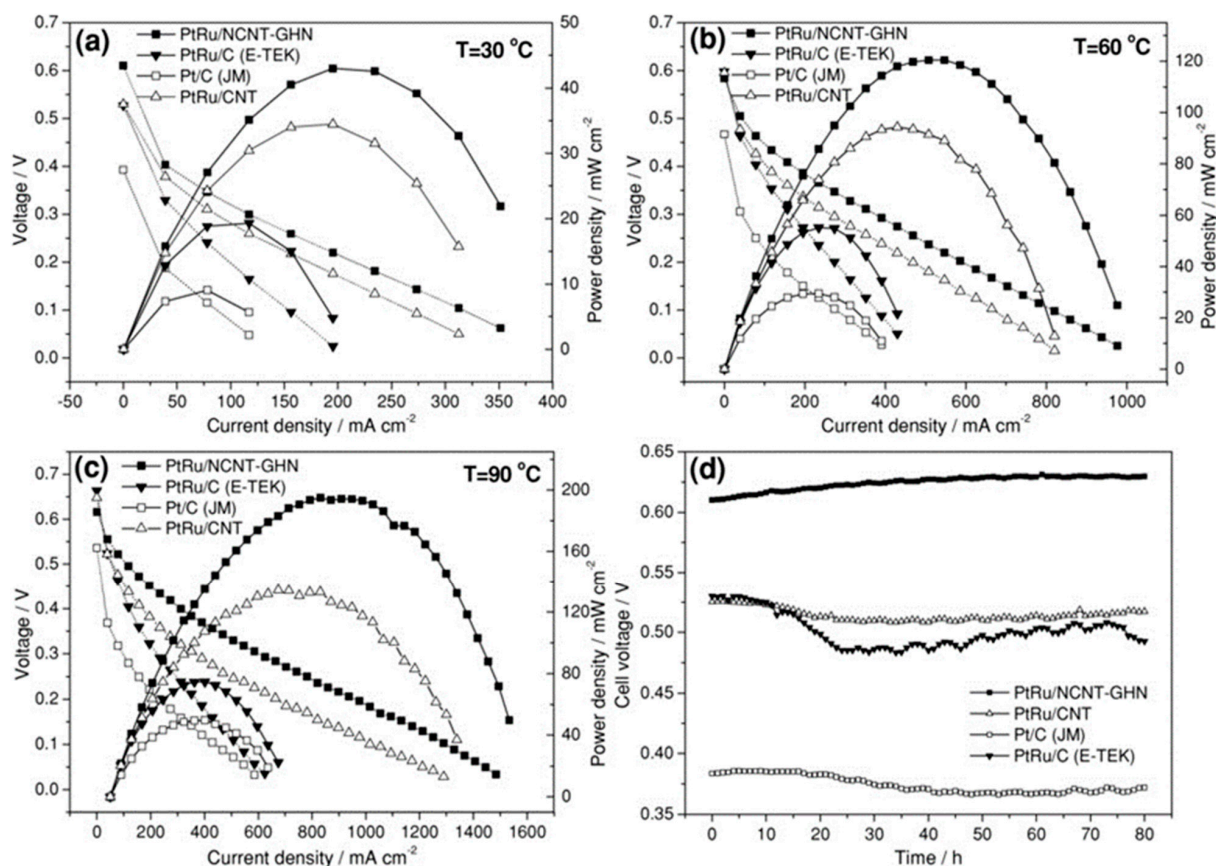 (a)
T=30 °C
PtRu/NCNT-GHN
PtRu/C (E-TEK)
Pt/C (JM)
PtRu/CNT
Voltage / V
0.7
0.6
0.5
0.4
0.3
0.2
0.1
0.0
Power density / mW cm-2
50
40
30
20
10
0
-50 0 50 100 150 200 250 300 350 400
Current density / mA cm-2
(b)
T=60 °C
PtRu/NCNT-GHN
PtRu/C (E-TEK)
Pt/C (JM)
PtRu/CNT
Voltage / V
0.7
0.6
0.5
0.4
0.3
0.2
0.1
0.0
Power density / mW cm-2
120
100
80
60
40
20
0
0 200 400 600 800 1000
Current density / mA cm-2
(c)
T=90 °C
PtRu/NCNT-GHN
PtRu/C (E-TEK)
Pt/C (JM)
PtRu/CNT
Voltage / V
0.7
0.6
0.5
0.4
0.3
0.2
0.1
0.0
Power density / mW cm-2
200
160
120
80
40
0
0 200 400 600 800 1000 1200 1400 1600
Current density / mA cm-2
(d)
Cell voltage / V
0.65
0.60
0.55
0.50
0.45
0.40
0.35
PtRu/NCNT-GHN
PtRu/CNT
Pt/C (JM)
PtRu/C (E-TEK)
0 10 20 30 40 50 60 70 80
Time / h